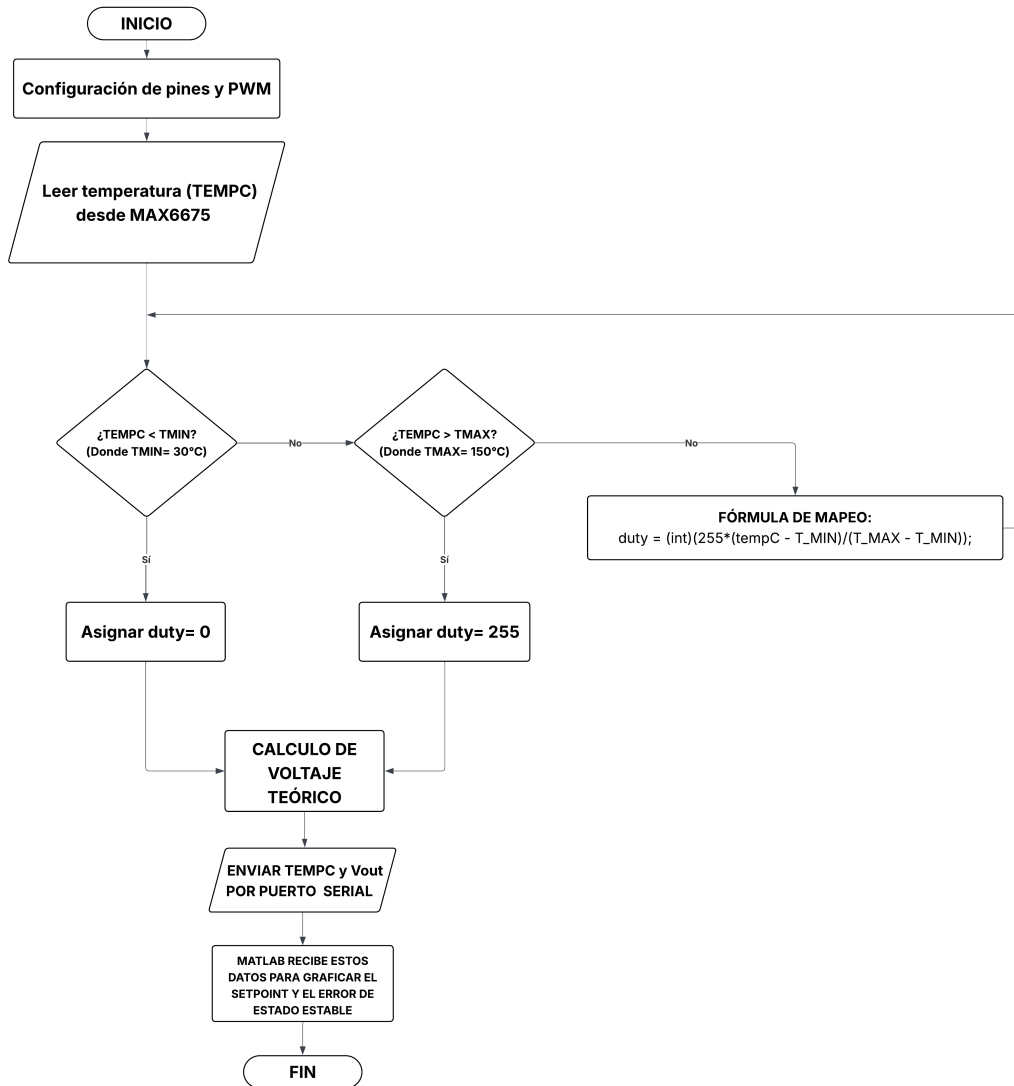 INICIO
Configuración de pines y PWM
Leer temperatura (TEMPC)
desde MAX6675
¿TEMPC < TMIN?
(Donde TMIN= 30°C)
No
¿TEMPC > TMAX?
(Donde TMAX= 150°C)
No
FÓRMULA DE MAPEO:
duty = (int)(255*(tempC - T_MIN)/(T_MAX - T_MIN));
Sí
Sí
Asignar duty= 0
Asignar duty= 255
CALCULO DE
VOLTAJE
TEÓRICO
ENVIAR TEMPC y Vout
POR PUERTO  SERIAL
MATLAB RECIBE ESTOS
DATOS PARA GRAFICAR EL
SETPOINT Y EL ERROR DE
ESTADO ESTABLE
FIN